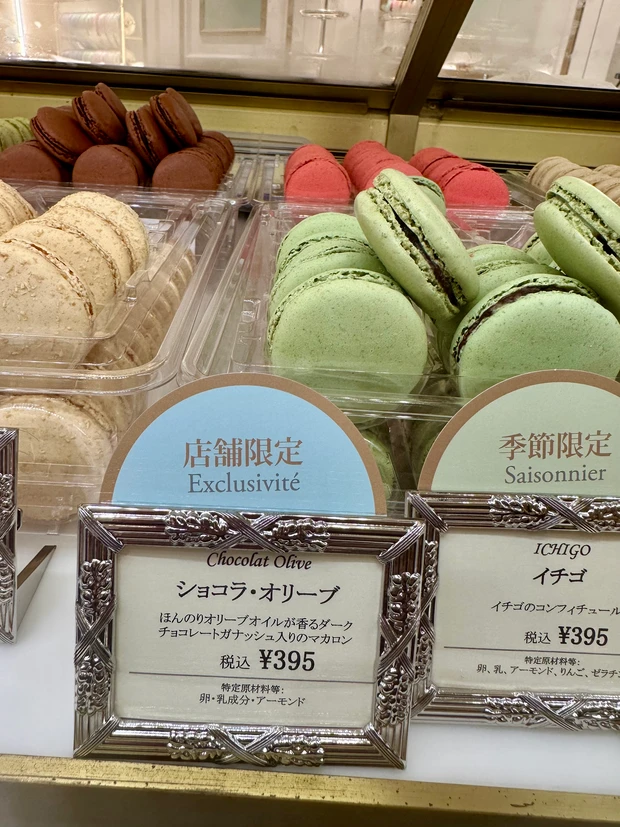 店舗限定
Exclusivité
Chocolat Olive
ショコラ・オリーブ
ほんのりオリーブオイルが香るダーク
チョコレートガナッシュ入りのマカロン
税込 ¥395
特定原材料等:
卵・乳成分・アーモンド
季節限定
Saisonnier
ICHIGO
イチゴ
イチゴのコンフィチュール
税込 ¥395
特定原材料等:
卵、乳、アーモンド、りんご、ゼラチン